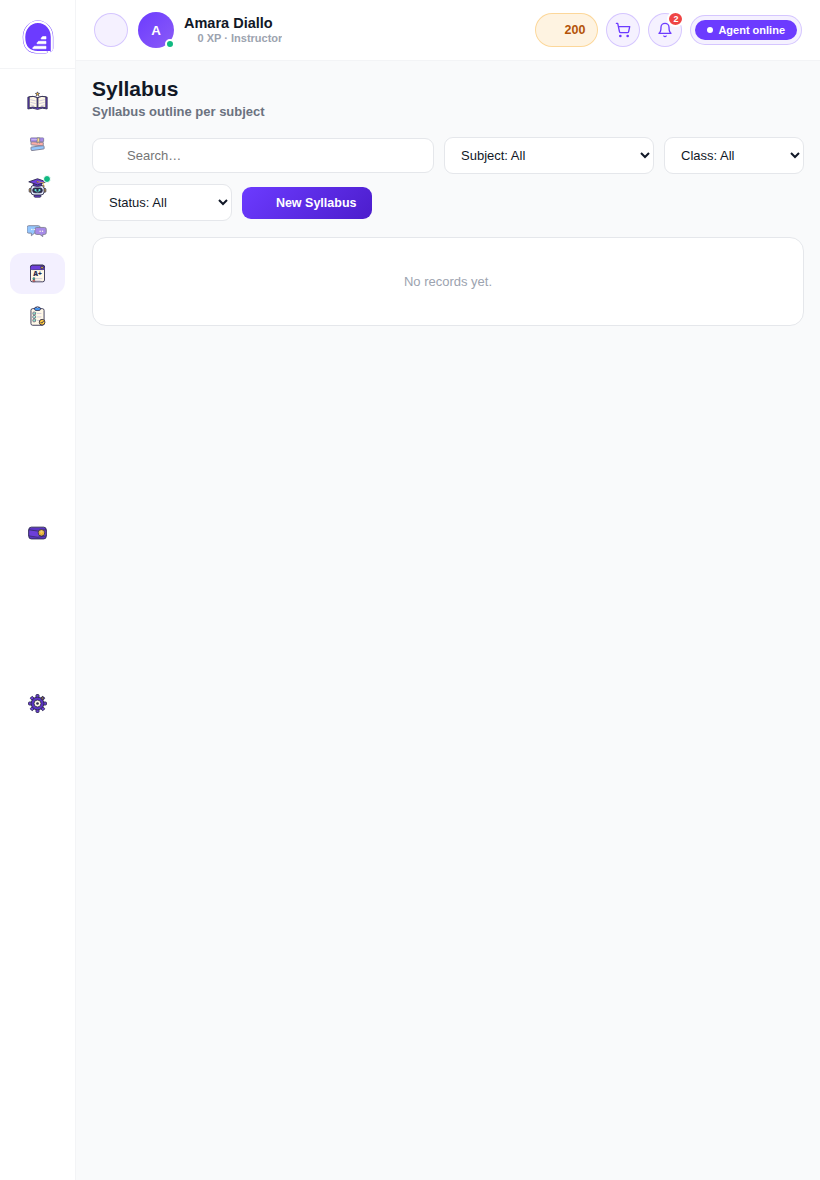 A
Amara Diallo
0 XP · Instructor
200
2
Agent online
Syllabus
Syllabus outline per subject
Search…
Subject: All
Class: All
Status: All
New Syllabus
No records yet.
A+